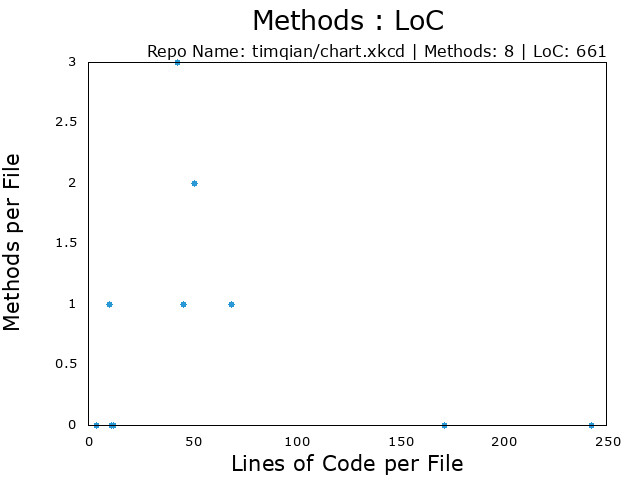 Methods : LoC
Repo Name: timqian/chart.xkcd | Methods: 8 | LoC: 661
3
2.5
2
1.5
1
0.5
0
Methods per File
0 50 100 150 200 250
Lines of Code per File